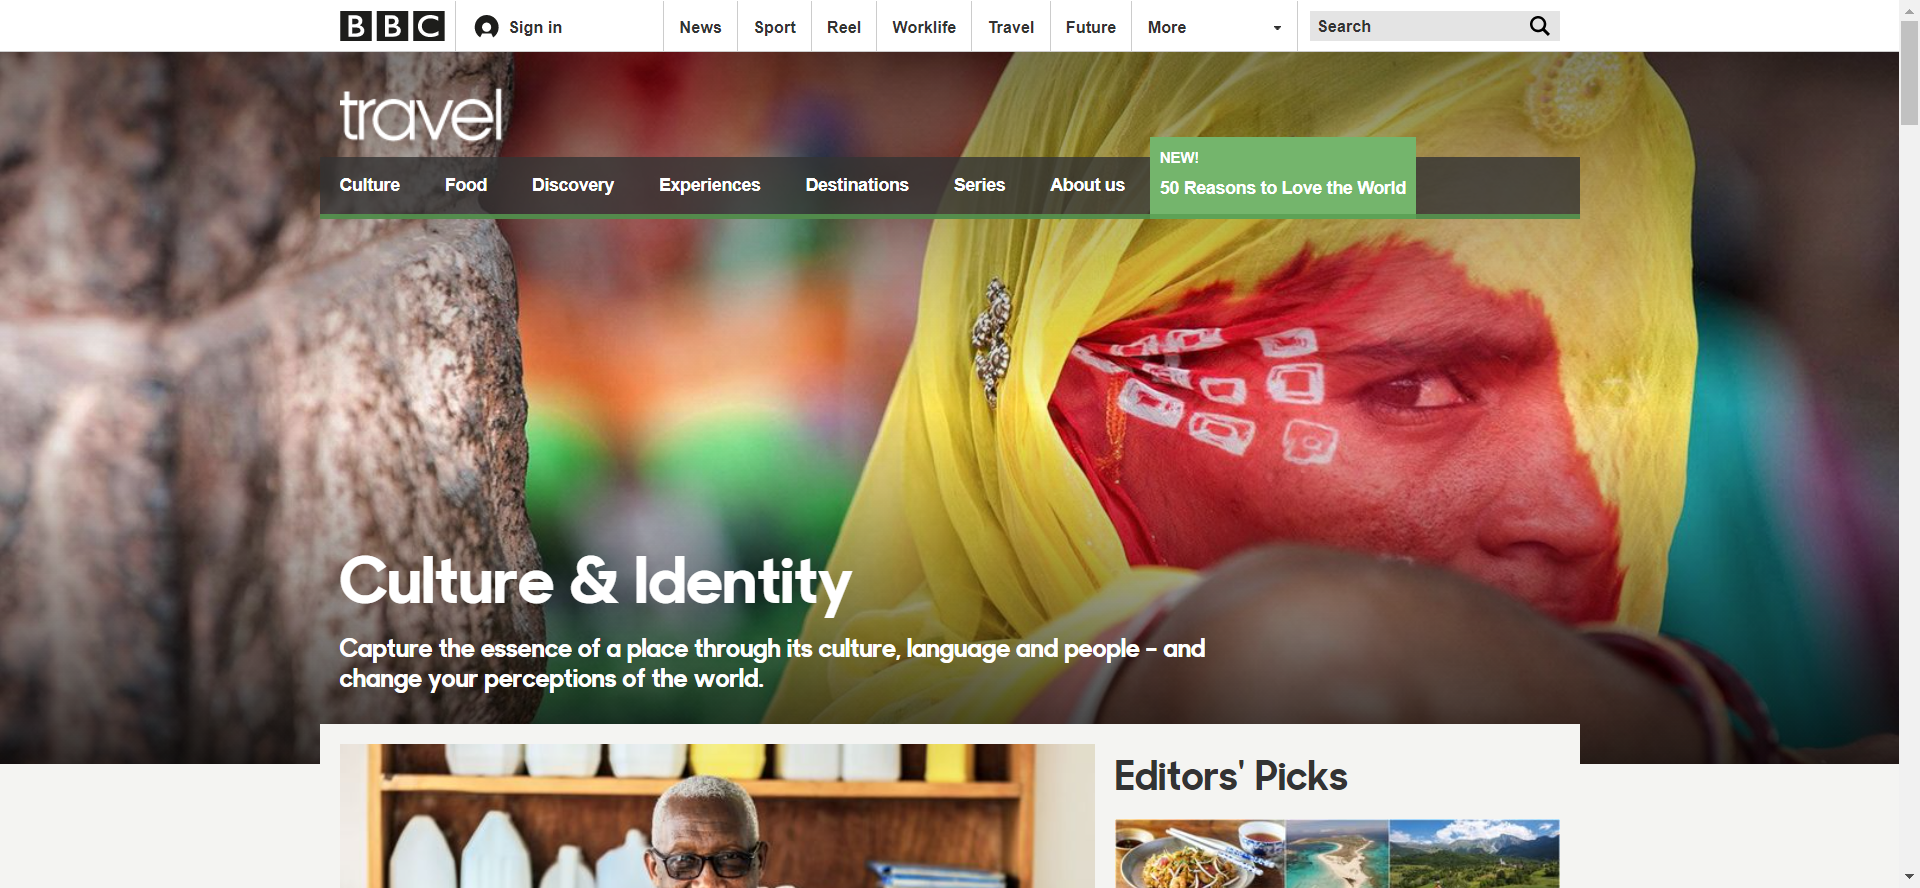 BBC
Sign in
News
Sport
Reel
Worklife
Travel
Future
More
Search
travel
Culture
Food
Discovery
Experiences
Destinations
Series
About us
NEW!
50 Reasons to Love the World
Culture & Identity
Capture the essence of a place through its culture, language and people – and
change your perceptions of the world.
Editors' Picks